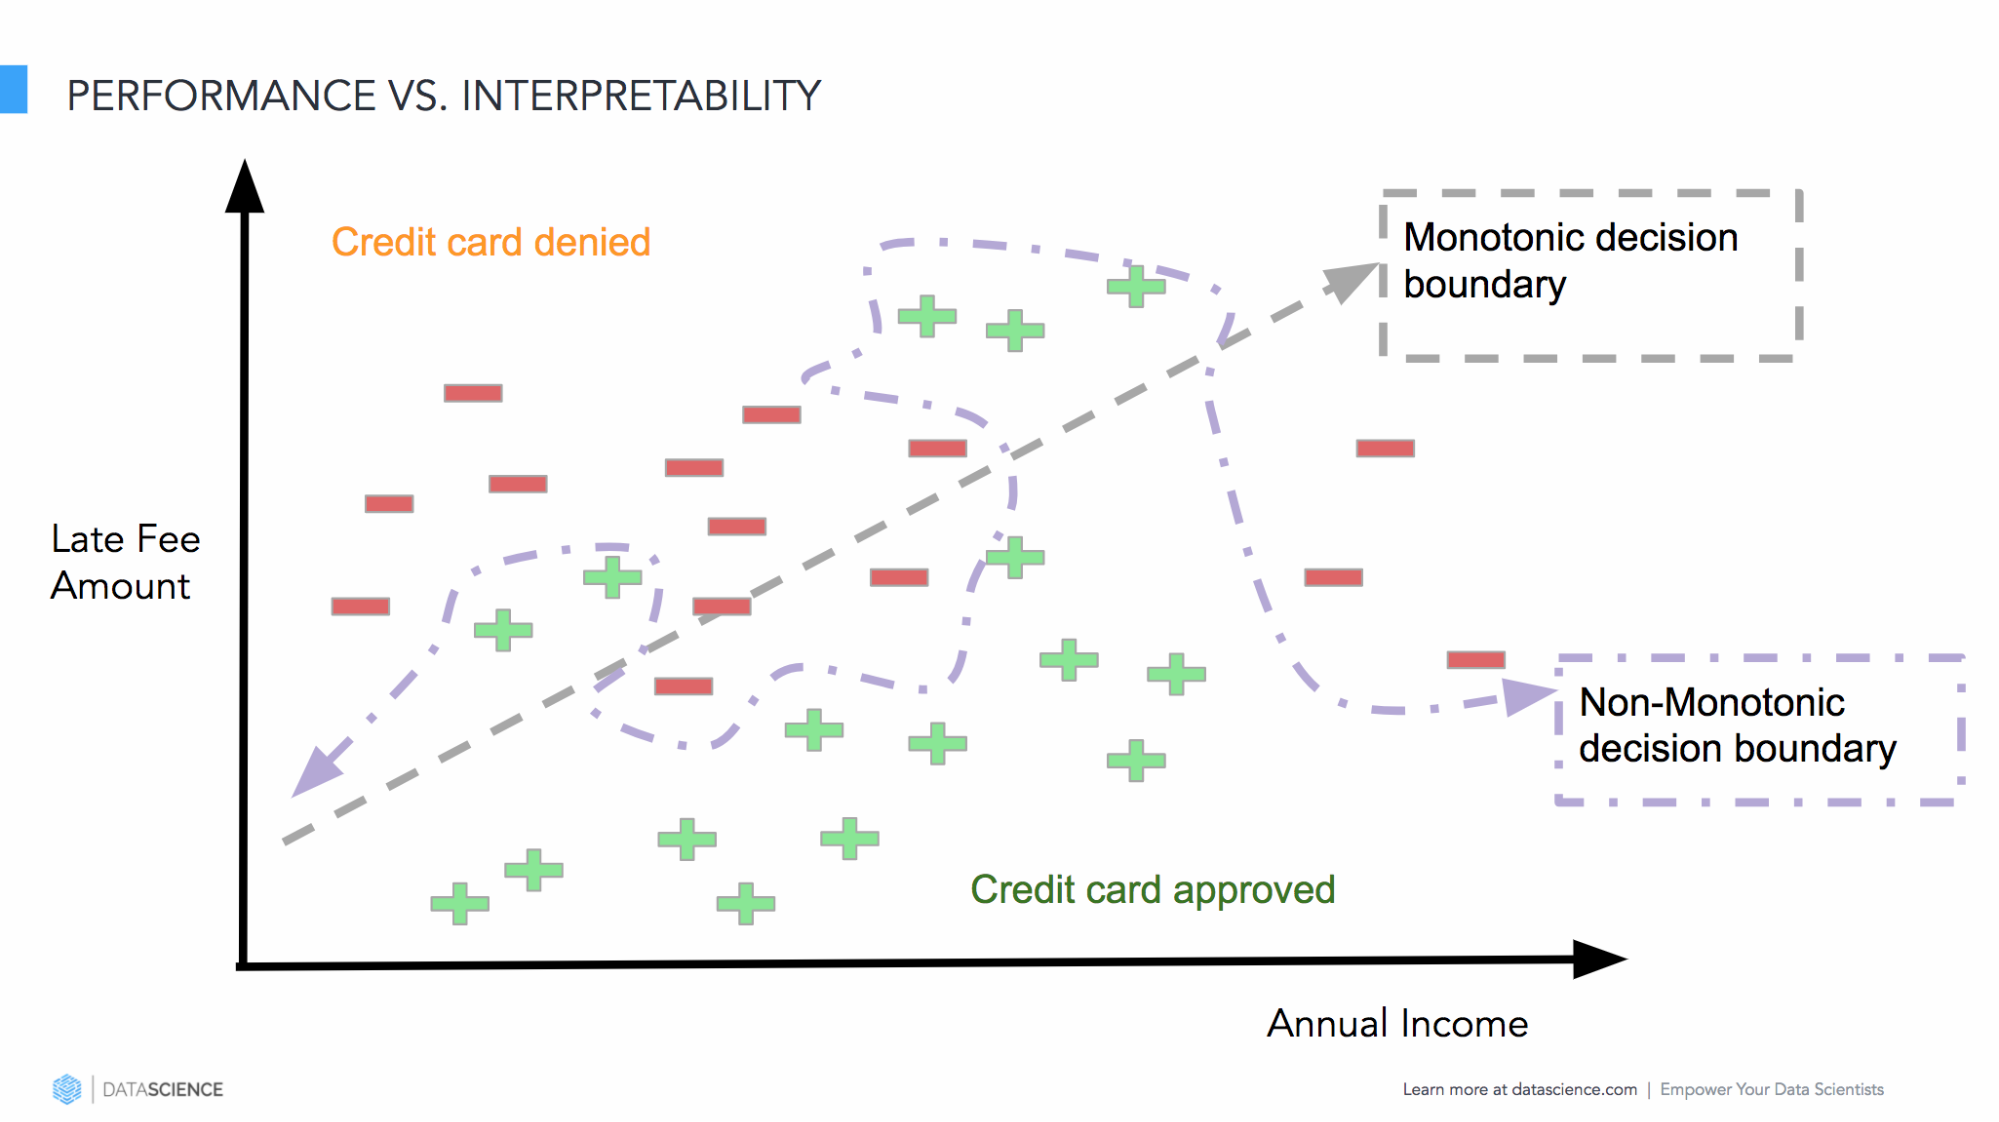 PERFORMANCE VS. INTERPRETABILITY
Credit card denied
Monotonic decision
boundary
Late Fee
Amount
Non-Monotonic
decision boundary
Credit card approved
Annual Income
DATASCIENCE
Learn more at datascience.com | Empower Your Data Scientists